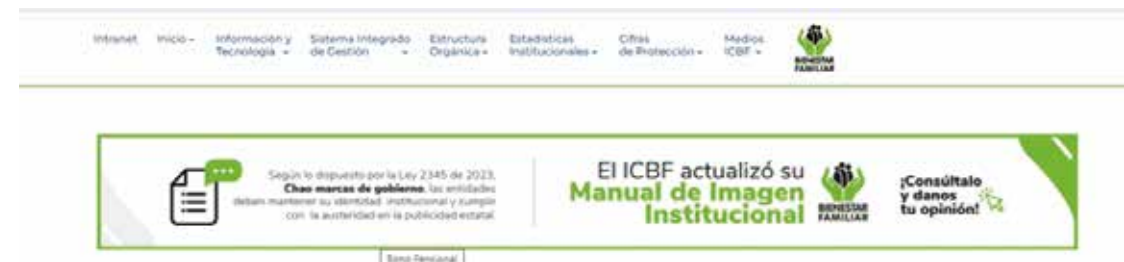 Intranet Inicio Información y Tecnología Sistema Integrado de Gestión Estructura Orgánica Estadísticas Institucionales Cifras de Protección Medios ICBF
BIENESTAR
FAMILIAR
Según lo dispuesto por la Ley 2345 de 2023,
Chao marcas de gobierno, las entidades
deben mantener su identidad institucional y cumplir
con la austeridad en la publicidad estatal.
El ICBF actualizó su
Manual de Imagen
Institucional
BIENESTAR
FAMILIAR
¡Consúltalo
y danos
tu opinión!
Bono Pensional